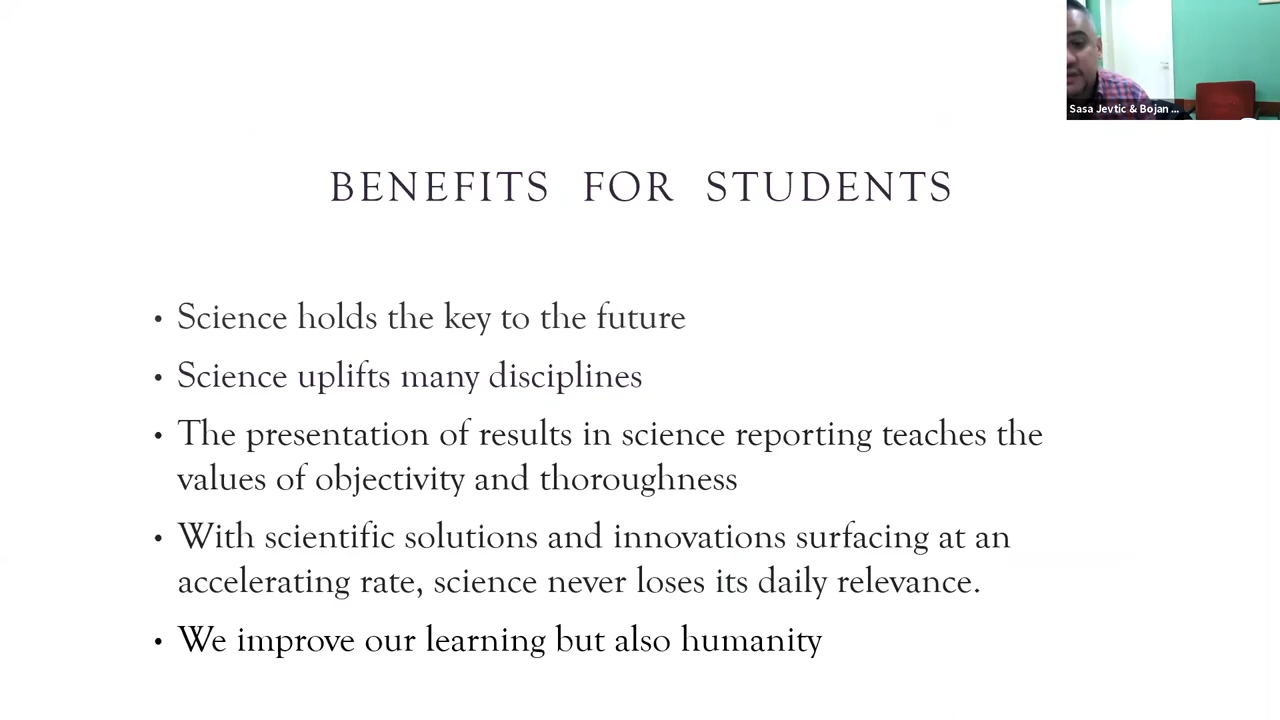 Sasa Jevtic & Bojan ...
BENEFITS FOR STUDENTS
• Science holds the key to the future
• Science uplifts many disciplines
• The presentation of results in science reporting teaches the
values of objectivity and thoroughness
• With scientific solutions and innovations surfacing at an
accelerating rate, science never loses its daily relevance.
• We improve our learning but also humanity